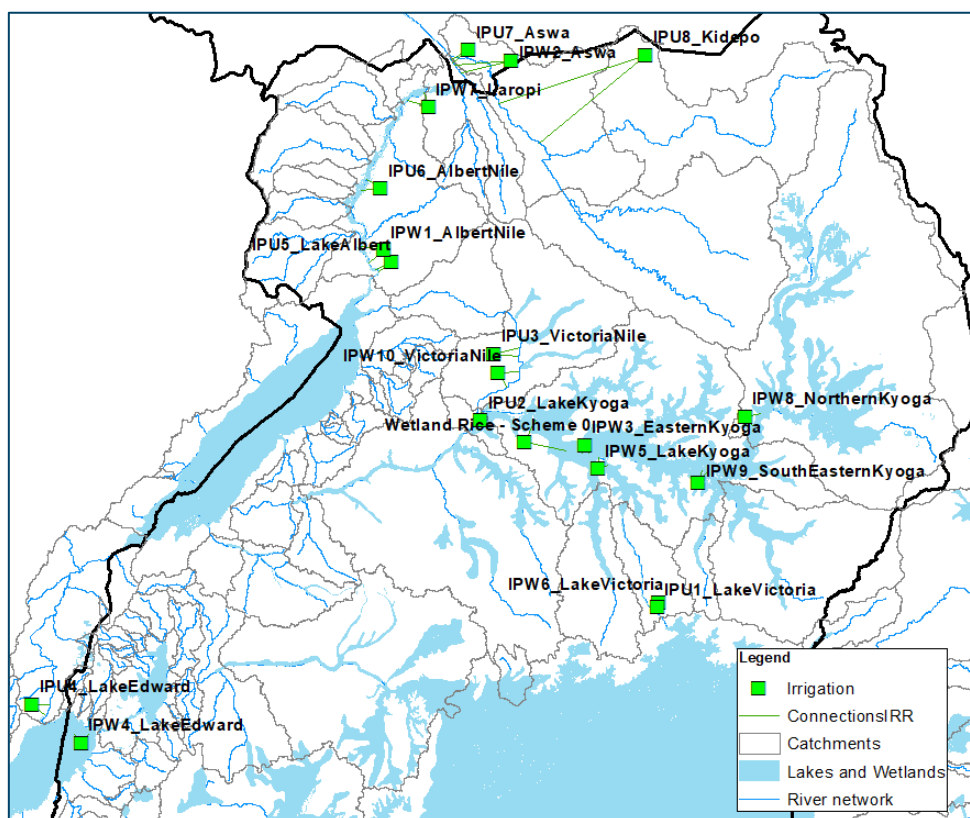 IPU7_Aswa
IPW2_Aswa
IPU8_Kidepo
IPW7_Laropi
IPU6_AlbertNile
IPW1_AlbertNile
IPU5_LakeAlbert
IPU3_VictoriaNile
IPW10_VictoriaNile
IPU2_LakeKyoga
IPW8_NorthernKyoga
Wetland Rice - Scheme 0
IPW3_EasternKyoga
IPW5_LakeKyoga
IPW9_SouthEasternKyoga
IPW6_LakeVictoria
IPU1_LakeVictoria
IPU4_LakeEdward
IPW4_LakeEdward
Legend
Irrigation
ConnectionsIRR
Catchments
Lakes and Wetlands
River network